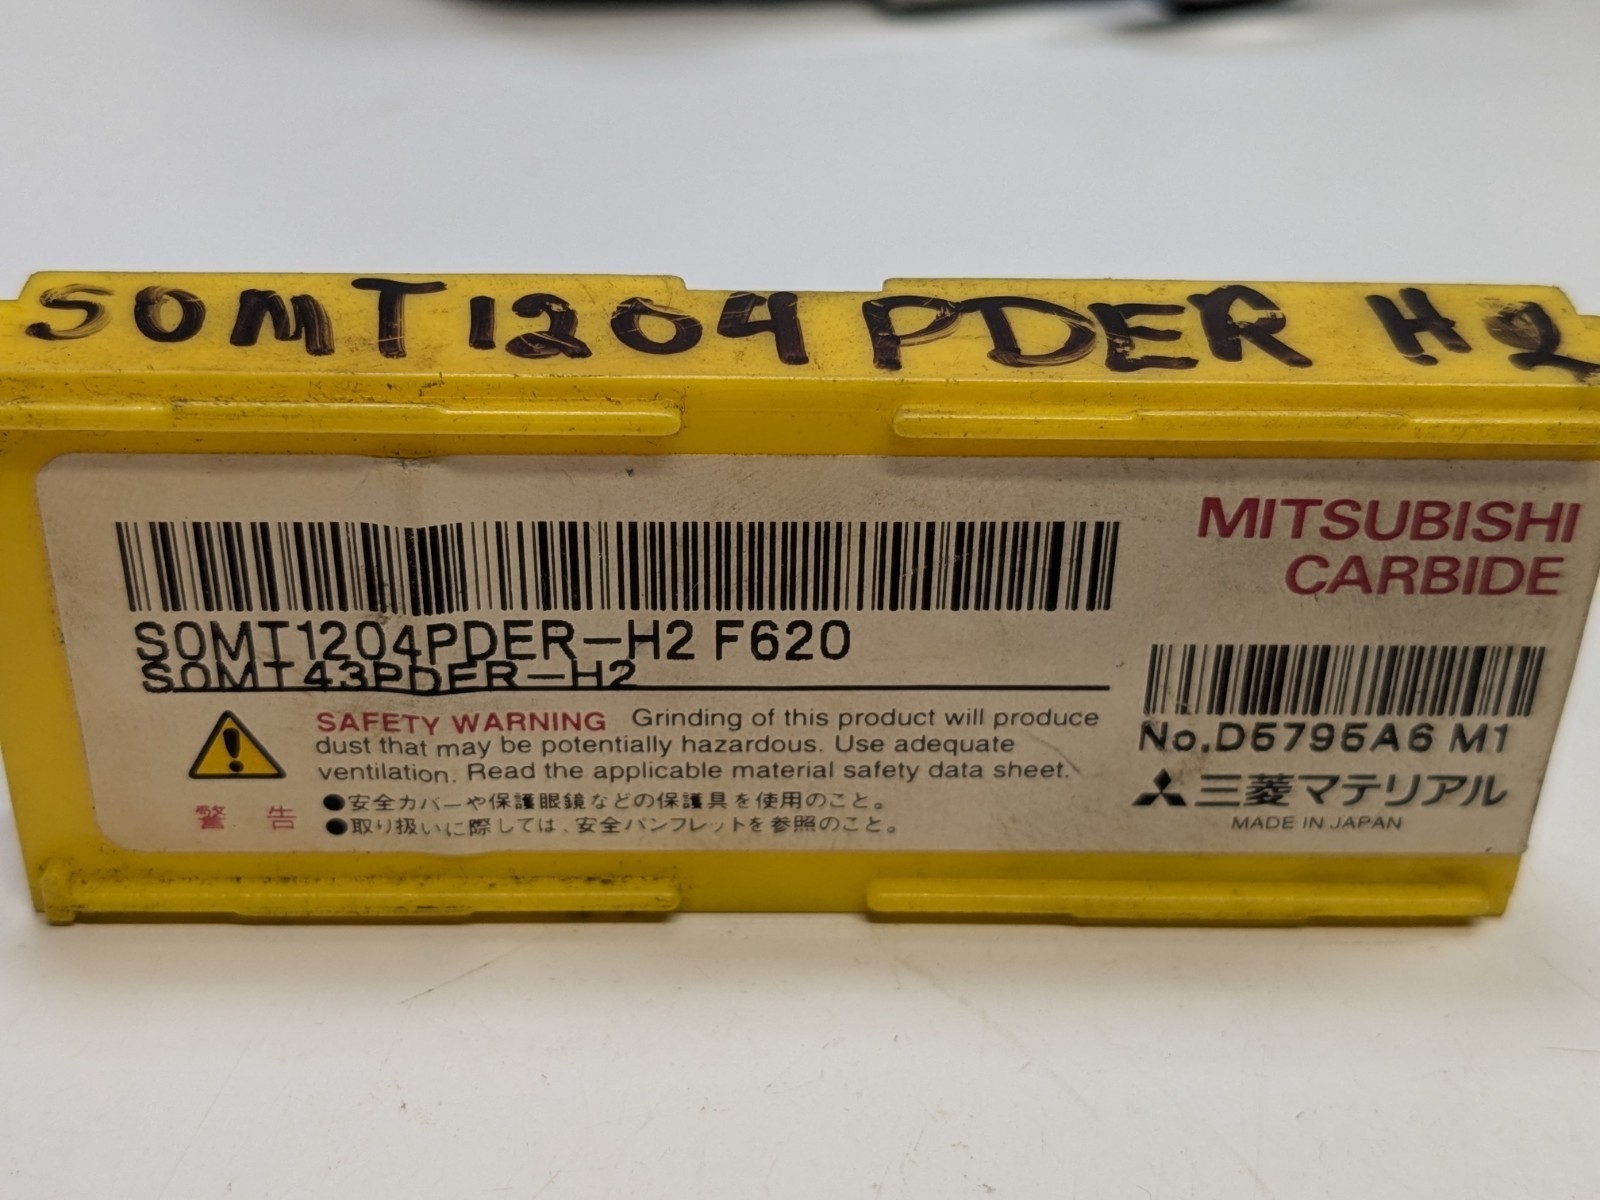 SOMT1204 PDER H2
MITSUBISHI
CARBIDE
SOMT1204PDER-H2 F620
SOMT43PDER-H2
SAFETY WARNING Grinding of this product will produce
dust that may be potentially hazardous. Use adequate
ventilation. Read the applicable material safety data sheet.
警 告
●安全カバーや保護眼鏡などの保護具を使用のこと。
●取り扱いに際しては、安全パンフレットを参照のこと。
No.D5795A6 M1
三菱マテリアル
MADE IN JAPAN